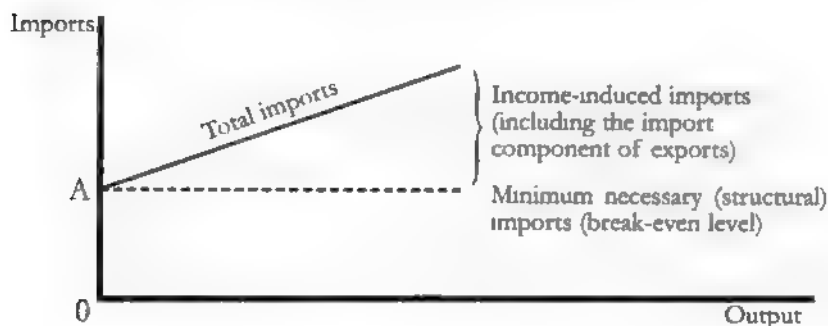 Imports
Total imports
Income-induced imports
(including the import
component of exports)
A
Minimum necessary (structural)
imports (break-even level)
0
Output